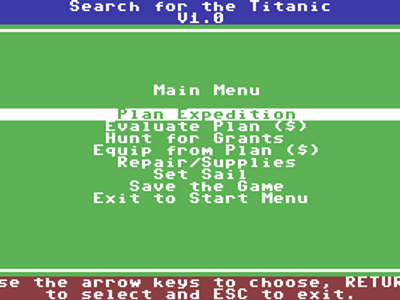 Search for the Titanic
V1.0
Main Menu
Plan Expedition
Evaluate Plan ($)
Hunt for Grants
Equip from Plan ($)
Repair/Supplies
Set Sail
Save the Game
Exit to Start Menu
se the arrow keys to choose, RETUR
to select and ESC to exit.